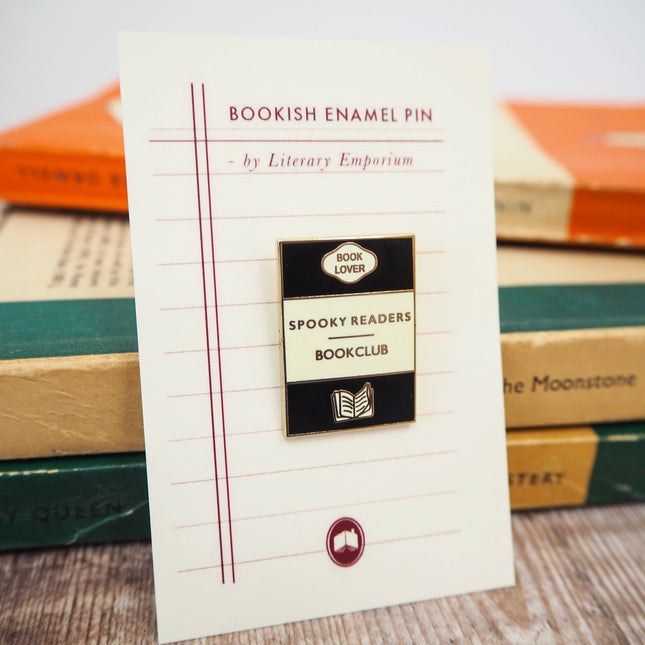 BOOKISH ENAMEL PIN
- by Literary Emporium
BOOK
LOVER
SPOOKY READERS
BOOKCLUB
he Moonstone
STERY
Y QUEEN